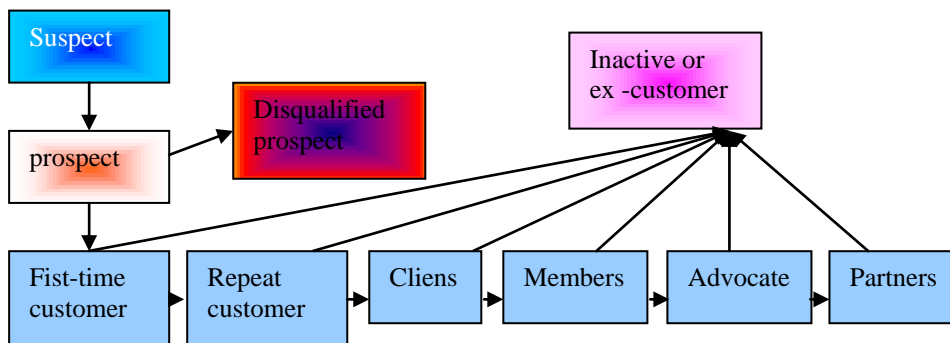 Suspect
Inactive or
ex -customer
Disqualified
prospect
prospect
Fist-time
customer
Repeat
customer
Cliens
Members
Advocate
Partners